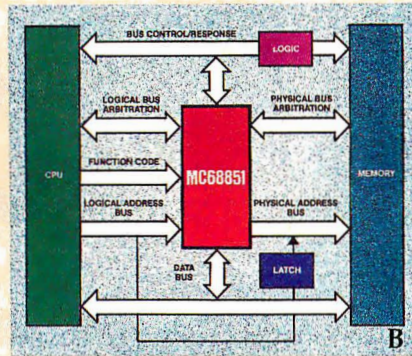 BUS CONTROL/RESPONSE
LOGIC
LOGICAL BUS
ARBITRATION
PHYSICAL BUS
ARBITRATION
FUNCTION CODE
CPU
MC68851
MEMORY
LOGICAL ADDRESS
BUS
PHYSICAL ADDRESS
BUS
DATA
BUS
LATCH
B